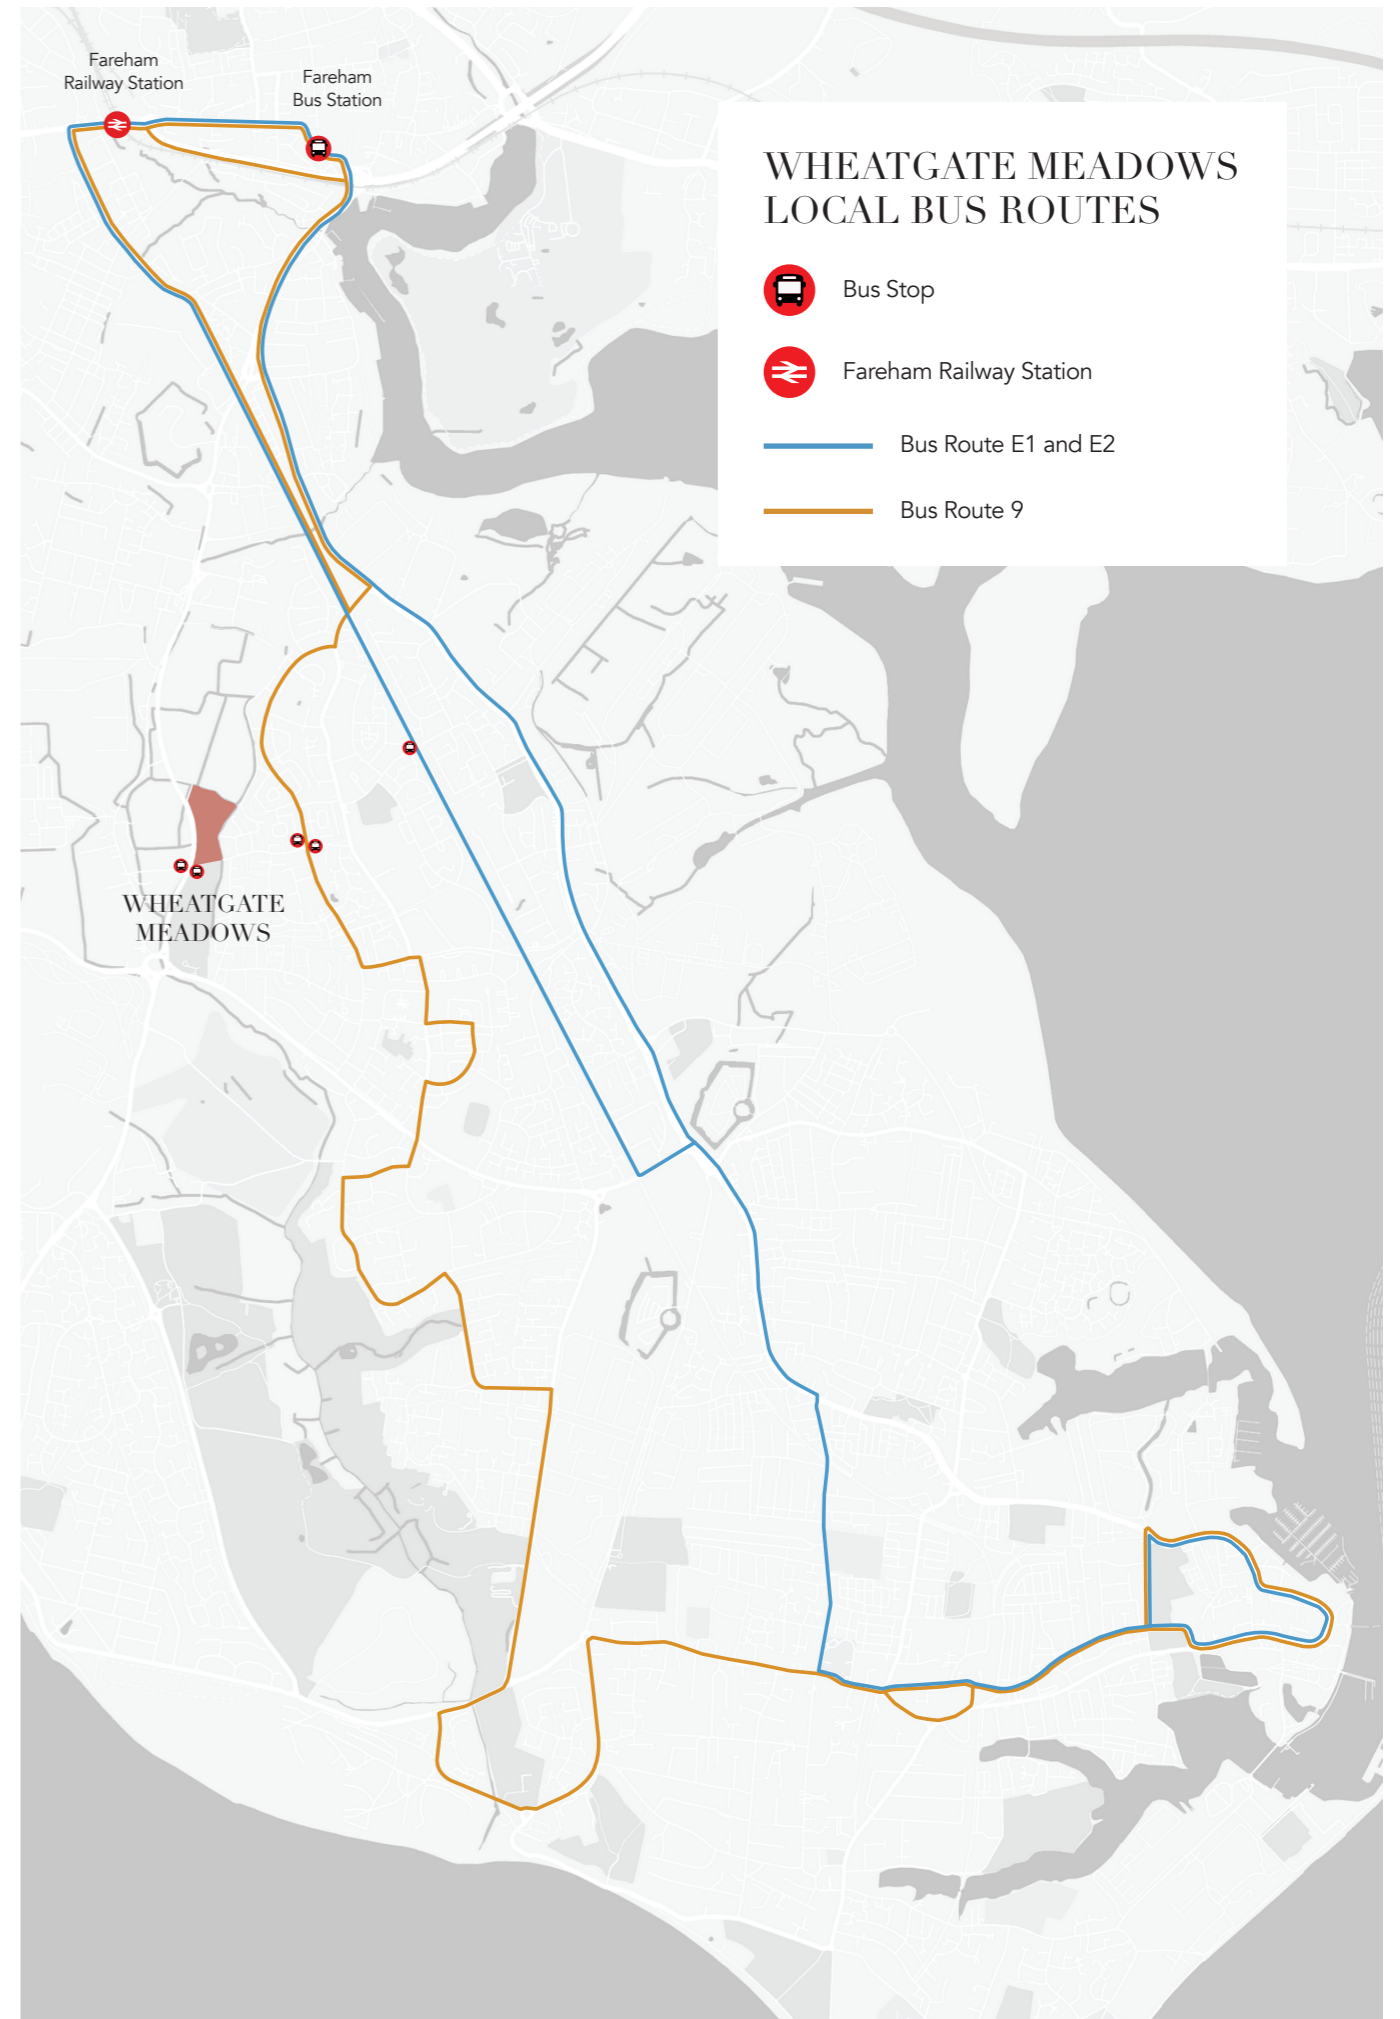 Fareham
Railway Station
Fareham
Bus Station
WHEATGATE MEADOWS
LOCAL BUS ROUTES
Bus Stop
Fareham Railway Station
Bus Route E1 and E2
Bus Route 9
WHEATGATE
MEADOWS